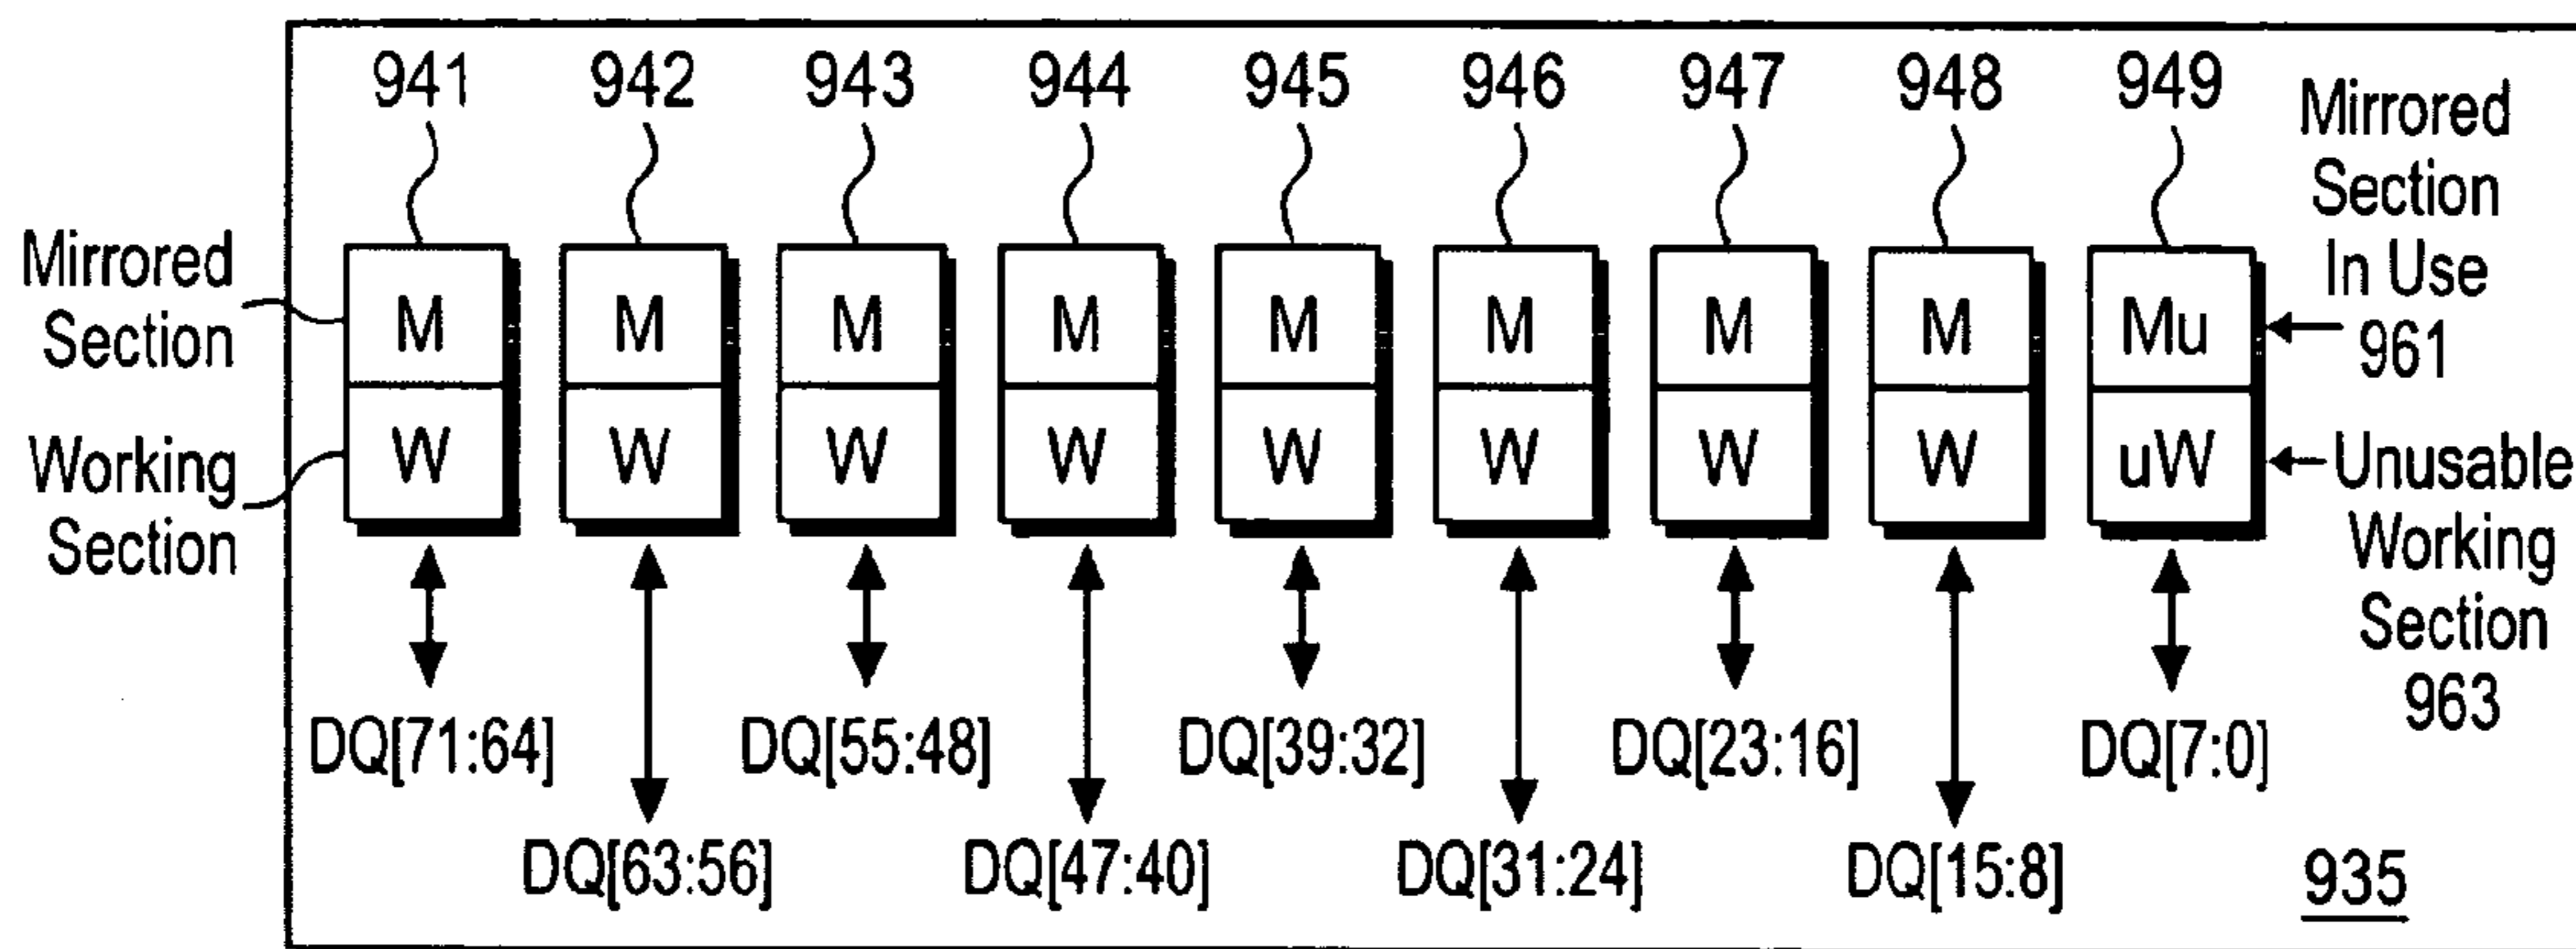 941 942 943 944 945 946 947 948 949
Mirrored
Section
In Use
961
Mirrored
Section
M M M M M M M M Mu
Working
Section
W W W W W W W W uW
Unusable
Working
Section
963
DQ[71:64] DQ[55:48] DQ[39:32] DQ[23:16] DQ[7:0]
DQ[63:56] DQ[47:40] DQ[31:24] DQ[15:8]
935